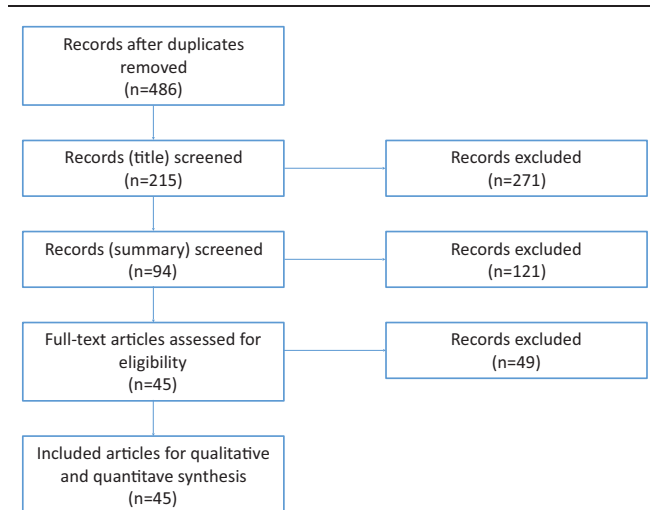 Records after duplicates
removed
(n=486)
Records (title) screened
(n=215)
Records excluded
(n=271)
Records (summary) screened
(n=94)
Records excluded
(n=121)
Full-text articles assessed for
eligibility
(n=45)
Records excluded
(n=49)
Included articles for qualitative
and quantitave synthesis
(n=45)